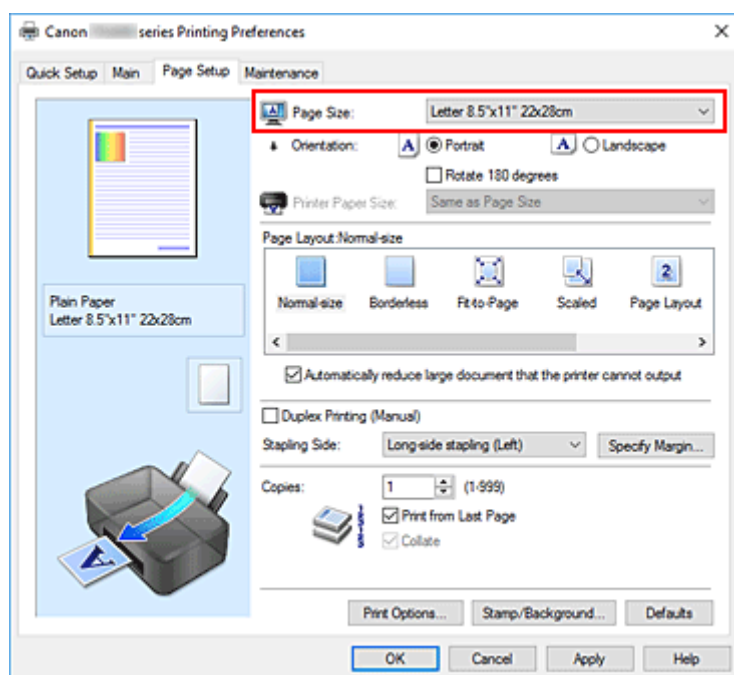 Canon series Printing Preferences
Quick Setup Main Page Setup Maintenance
Page Size: Letter 8.5"x11" 22x28cm
Orientation: A Portrait A Landscape
Rotate 180 degrees
Printer Paper Size: Same as Page Size
Page Layout:Normal-size
2
Normal-size Borderless Fit-to-Page Scaled Page Layout
Plain Paper
Letter 8.5"x11" 22x28cm
Automatically reduce large document that the printer cannot output
Duplex Printing (Manual)
Stapling Side: Long-side stapling (Left) Specify Margin...
Copies: 1 (1-999)
Print from Last Page
Collate
A
Print Options... Stamp/Background... Defaults
OK Cancel Apply Help